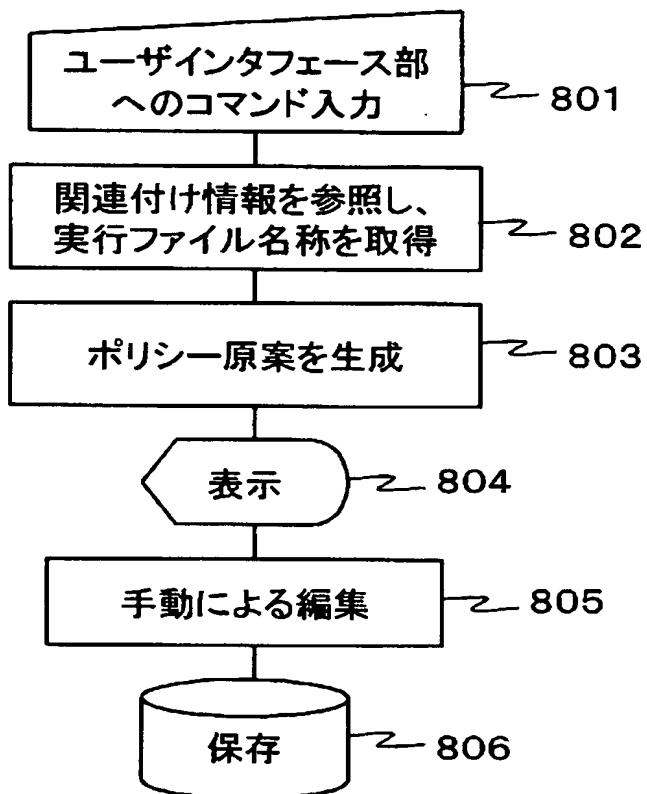 ユーザインタフェース部
へのコマンド入力
801
関連付け情報を参照し、
実行ファイル名称を取得
802
ポリシー原案を生成
803
表示
804
手動による編集
805
保存
806